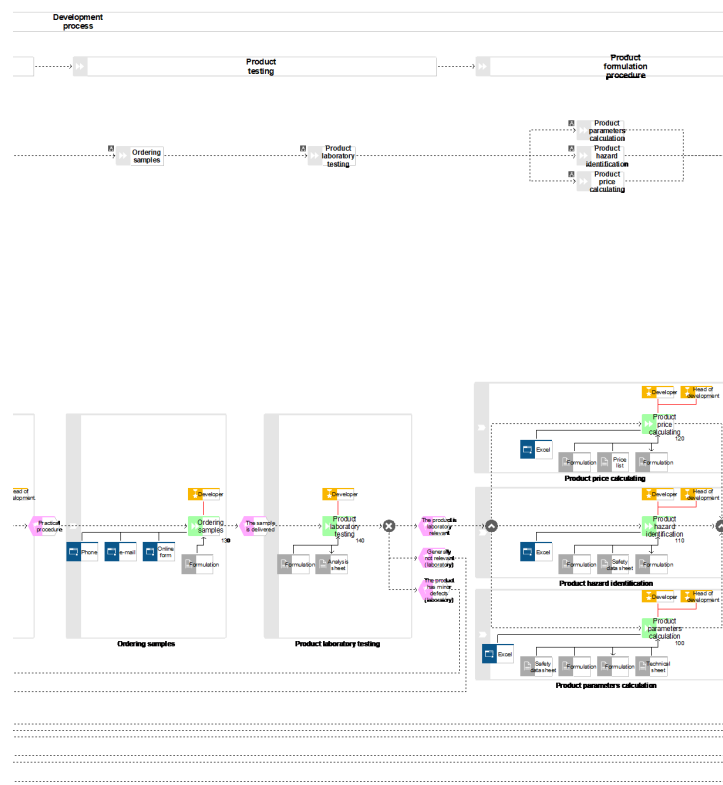 Development
process
Product
testing
Product
formulation
procedure
Ordering
samples
Product
laboratory
testing
Product
parameters
calculation
Product
hazard
identification
Product
price
calculating
Developer
Head of
development
Product
price
calculating
120
Excel
Formulation
Price
list
Formulation
Product price calculating
ead of
elopment
Practical
procedure
Developer
Ordering
samples
130
Phone
e-mail
Online
form
Formulation
Ordering samples
The sample
is delivered
Developer
Product
laboratory
testing
140
Formulation
Analysis
sheet
Product laboratory testing
The product is
laboratory
relevant
Generally
not relevant
(laboratory)
The product
has minor
defects
(laboratory)
Developer
Head of
development
Product
hazard
identification
110
Excel
Formulation
Safety
data sheet
Formulation
Product hazard identification
Developer
Head of
development
Product
parameters
calculation
100
Excel
Safety
data sheet
Formulation
Formulation
Technical
sheet
Product parameters calculation